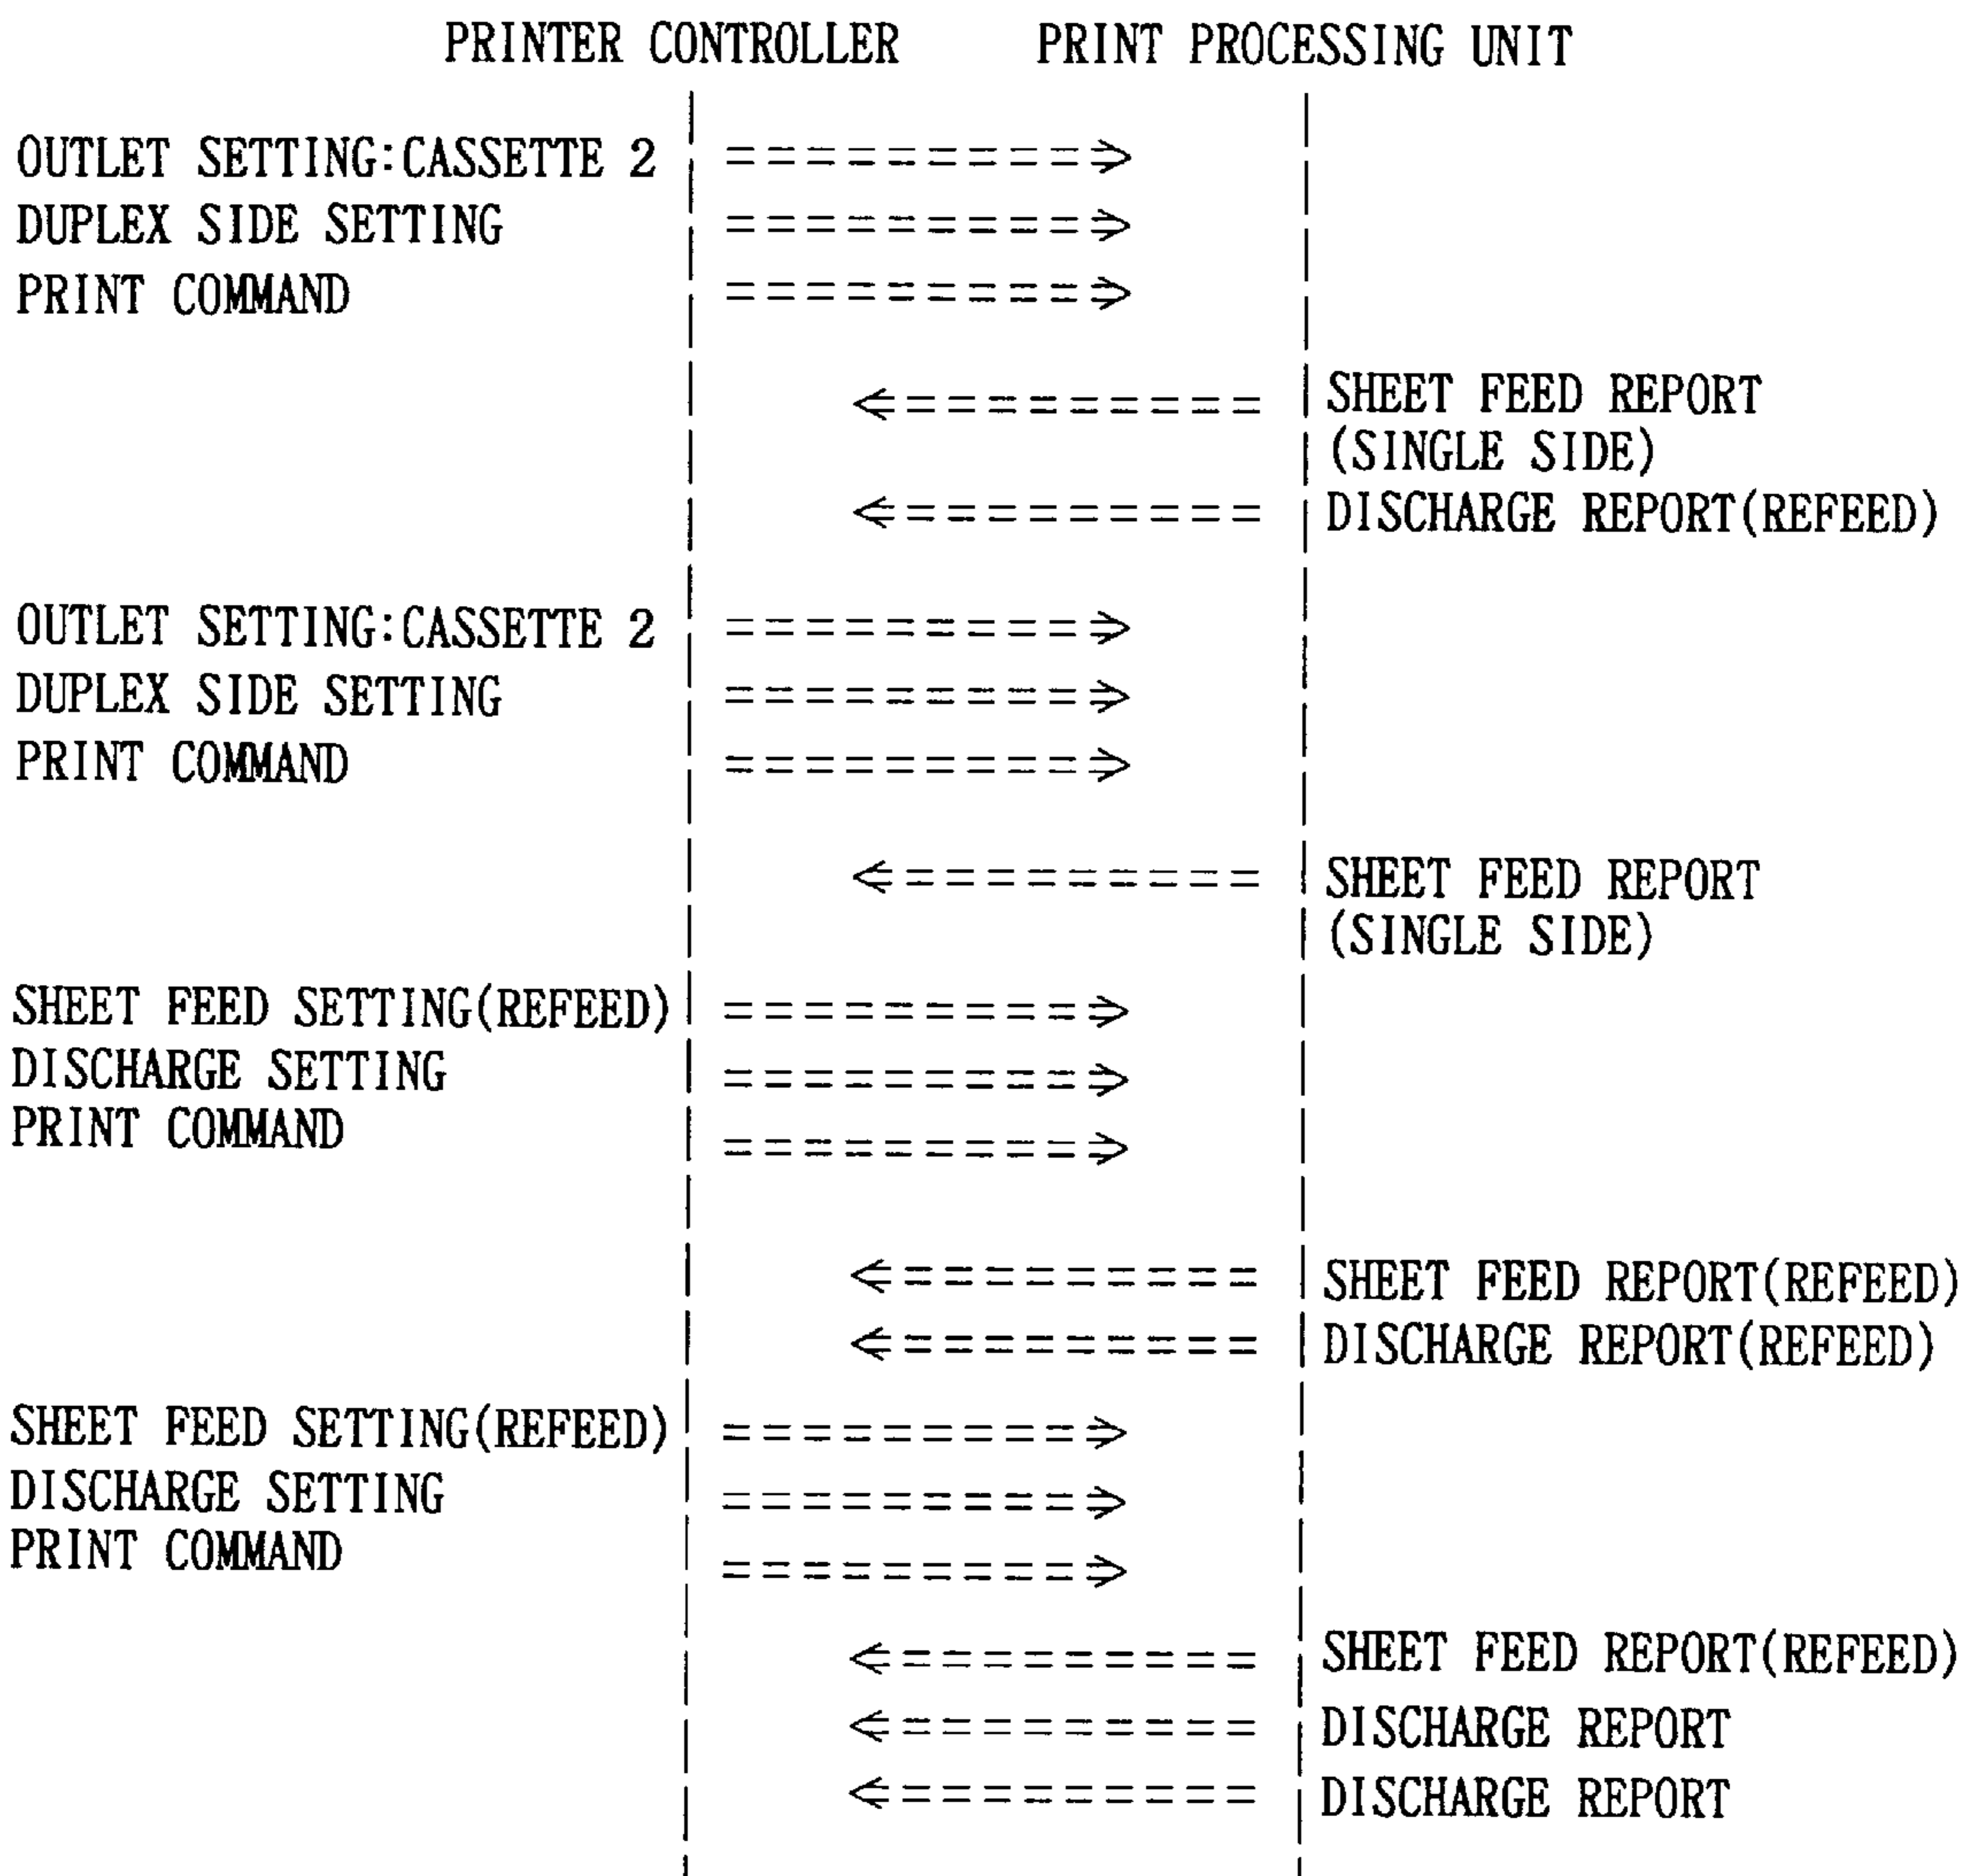 PRINTER CONTROLLER PRINT PROCESSING UNIT
OUTLET SETTING:CASSETTE 2
DUPLEX SIDE SETTING
PRINT COMMAND
SHEET FEED REPORT
(SINGLE SIDE)
DISCHARGE REPORT(REFEED)
OUTLET SETTING:CASSETTE 2
DUPLEX SIDE SETTING
PRINT COMMAND
SHEET FEED REPORT
(SINGLE SIDE)
SHEET FEED SETTING(REFEED)
DISCHARGE SETTING
PRINT COMMAND
SHEET FEED REPORT(REFEED)
DISCHARGE REPORT(REFEED)
SHEET FEED SETTING(REFEED)
DISCHARGE SETTING
PRINT COMMAND
SHEET FEED REPORT(REFEED)
DISCHARGE REPORT
DISCHARGE REPORT